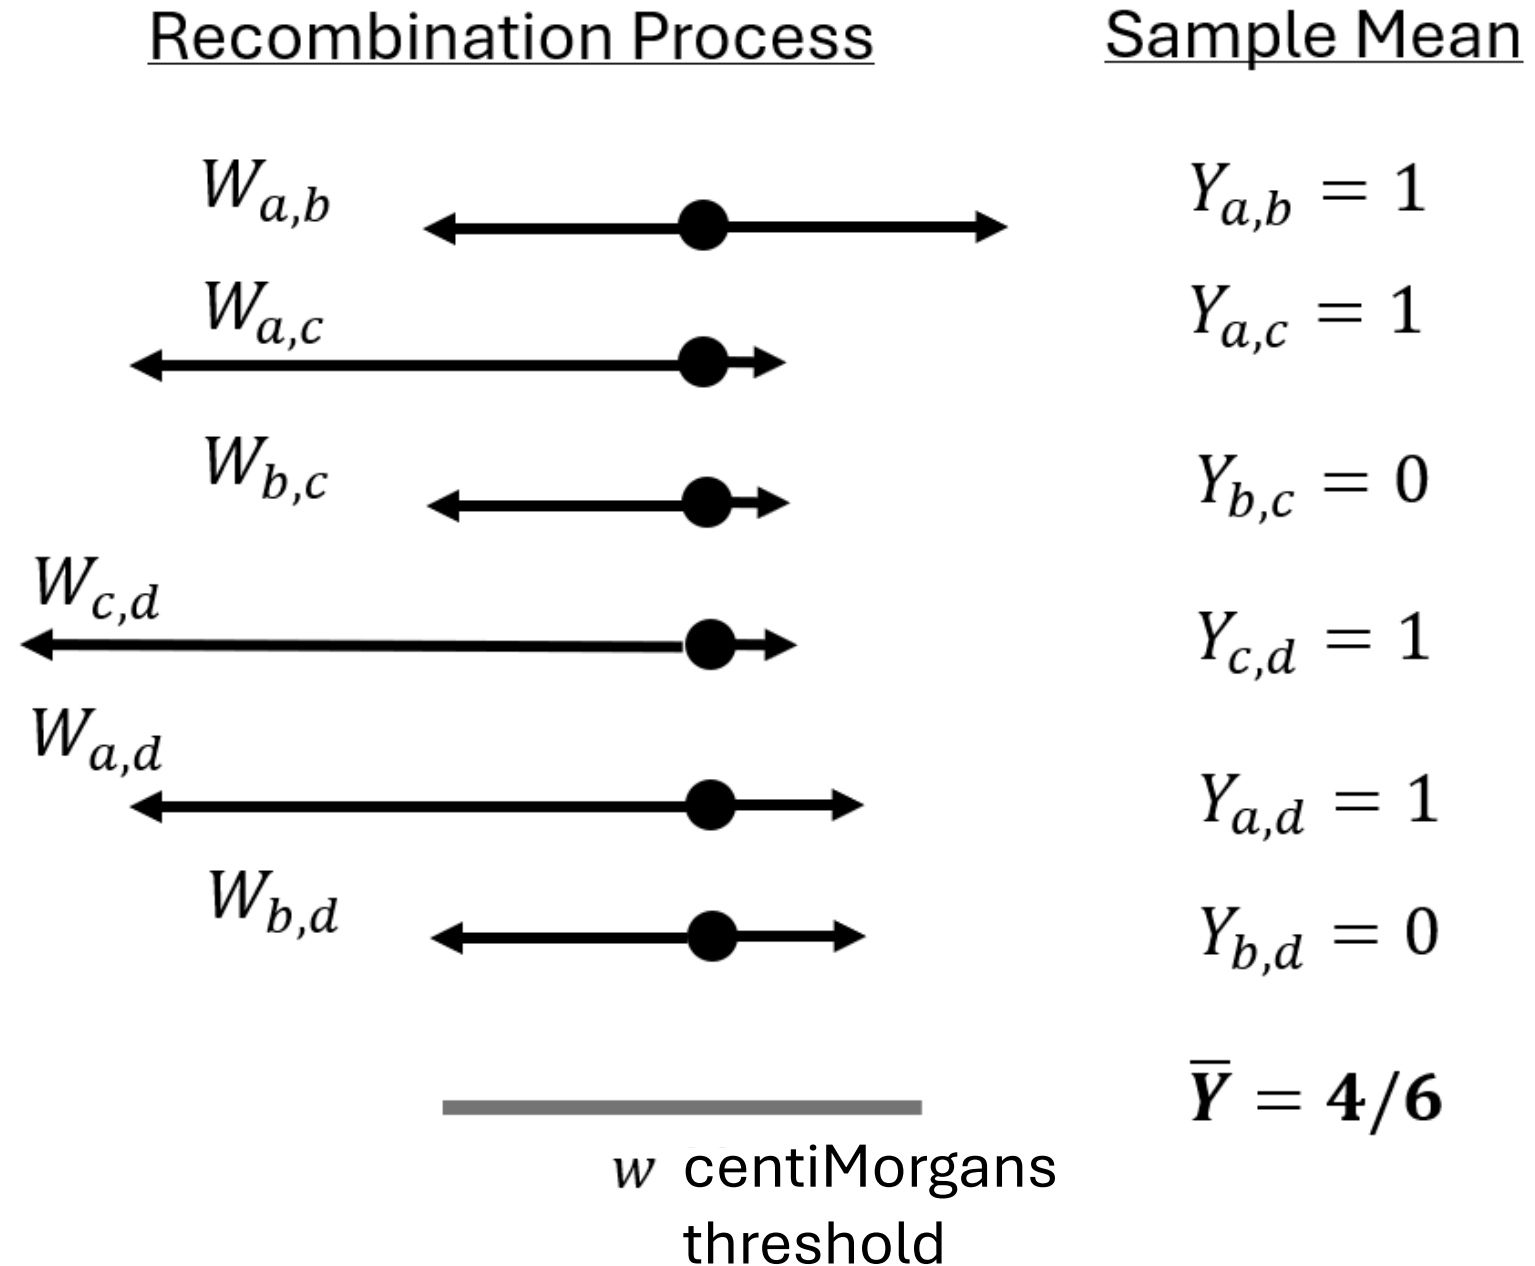 Recombination Process Sample Mean
W_{a,b} Y_{a,b} = 1
W_{a,c} Y_{a,c} = 1
W_{b,c} Y_{b,c} = 0
W_{c,d} Y_{c,d} = 1
W_{a,d} Y_{a,d} = 1
W_{b,d} Y_{b,d} = 0
\overline{Y} = 4/6
w centiMorgans
threshold